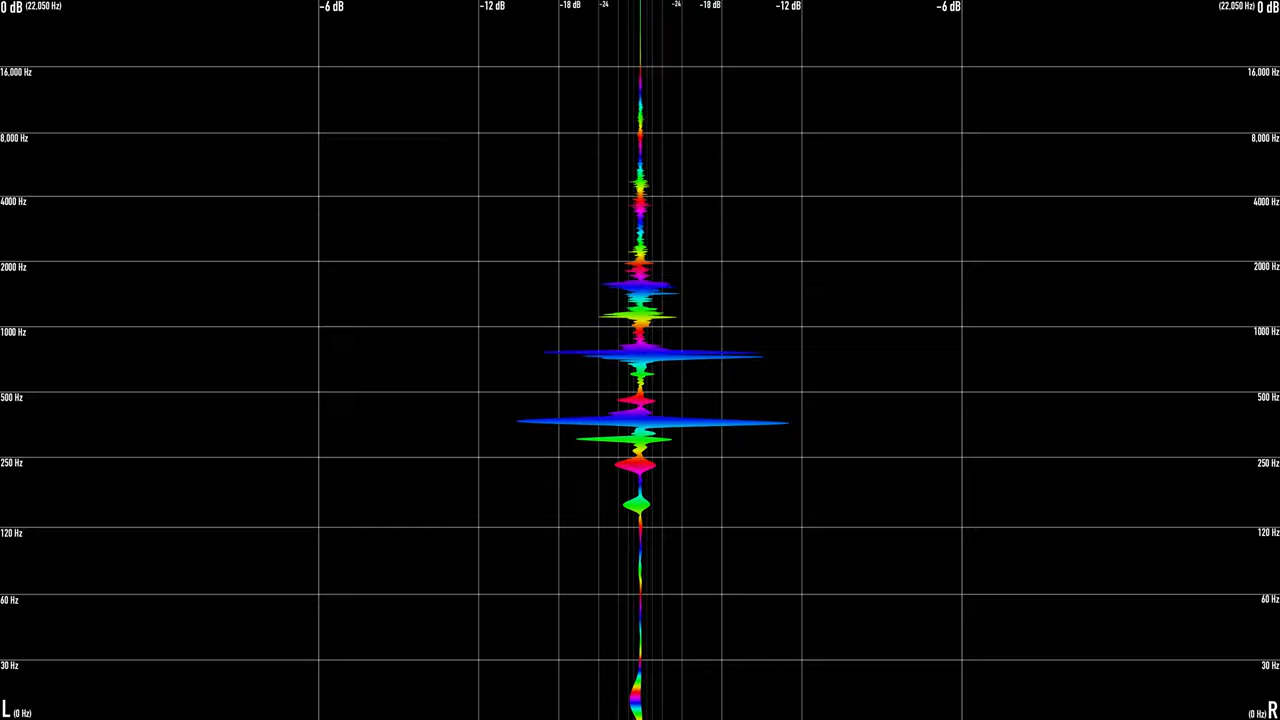 0 dB (22,050 Hz) -6 dB -12 dB -18 dB -24 -24 -18 dB -12 dB -6 dB (22,050 Hz) 0 dB
16,000 Hz 16,000 Hz
8,000 Hz 8,000 Hz
4000 Hz 4000 Hz
2000 Hz 2000 Hz
1000 Hz 1000 Hz
500 Hz 500 Hz
250 Hz 250 Hz
120 Hz 120 Hz
60 Hz 60 Hz
30 Hz 30 Hz
L (0 Hz) (0 Hz) R